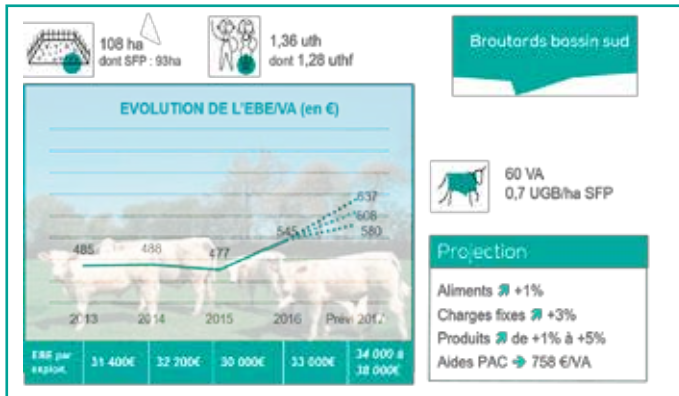 108 ha
dont SFP : 93ha
1,36 uth
dont 1,28 uthf
Broutards bassin sud
EVOLUTION DE L'EBE/VA (en €)
637
608
580
545
485
488
477
2013 2014 2015 2016 Prévi 2017
EBE par exploit. 31 400€ 32 200€ 30 000€ 33 600€ 34 000 à 38 000€
60 VA
0,7 UGB/ha SFP
Projection
Aliments ↗ +1%
Charges fixes ↗ +3%
Produits ↗ de +1% à +5%
Aides PAC → 758 €/VA